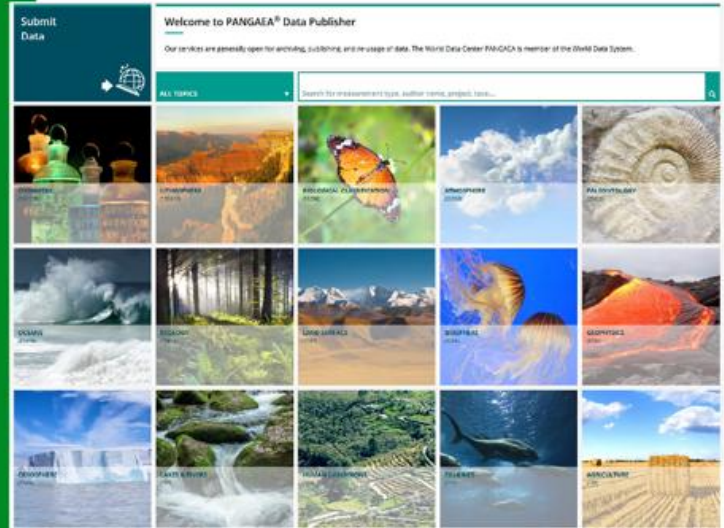 Submit
Data
Welcome to PANGAEA® Data Publisher
Our services are generally open for archiving, publishing, and re-usage of data. The World Data Center PANGAEA is member of the World Data System.
ALL TOPICS
Search for measurement type, author name, project, taxa,...
CHEMISTRY
LITHOSPHERE
BIOLOGICAL CLASSIFICATION
ATMOSPHERE
PALEONTOLOGY
OCEANS
ECOLOGY
LAND SURFACE
BIOSPHERE
GEOPHYSICS
CRYOSPHERE
LAKES & RIVERS
HUMAN DIMENSIONS
FISHERIES
AGRICULTURE